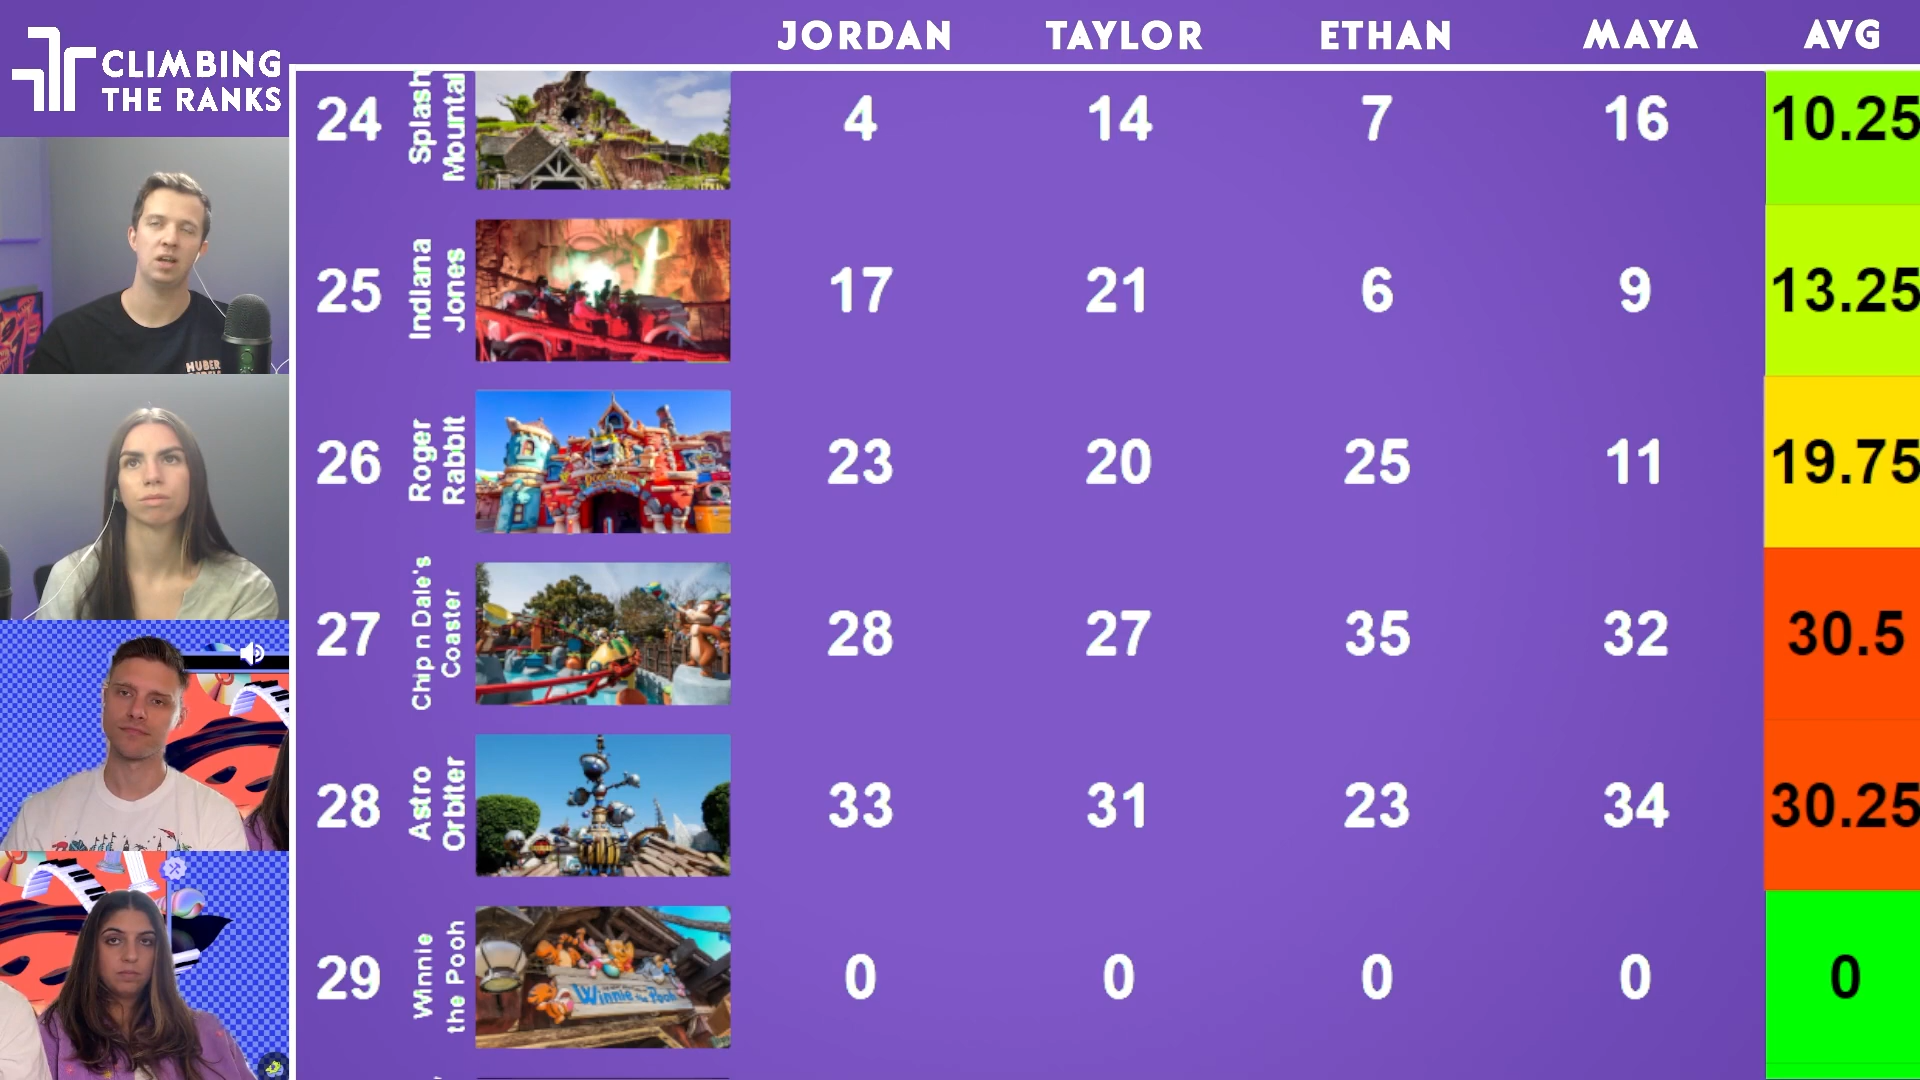 JORDAN TAYLOR ETHAN MAYA AVG
CLIMBING
THE RANKS
24 Splash Mountai 4 14 7 16 10.25
25 Indiana Jones 17 21 6 9 13.25
26 Roger Rabbit 23 20 25 11 19.75
27 Chip n Dale's Coaster 28 27 35 32 30.5
28 Astro Orbiter 33 31 23 34 30.25
29 Winnie the Pooh 0 0 0 0 0
HUBER
Winnie the Pooh